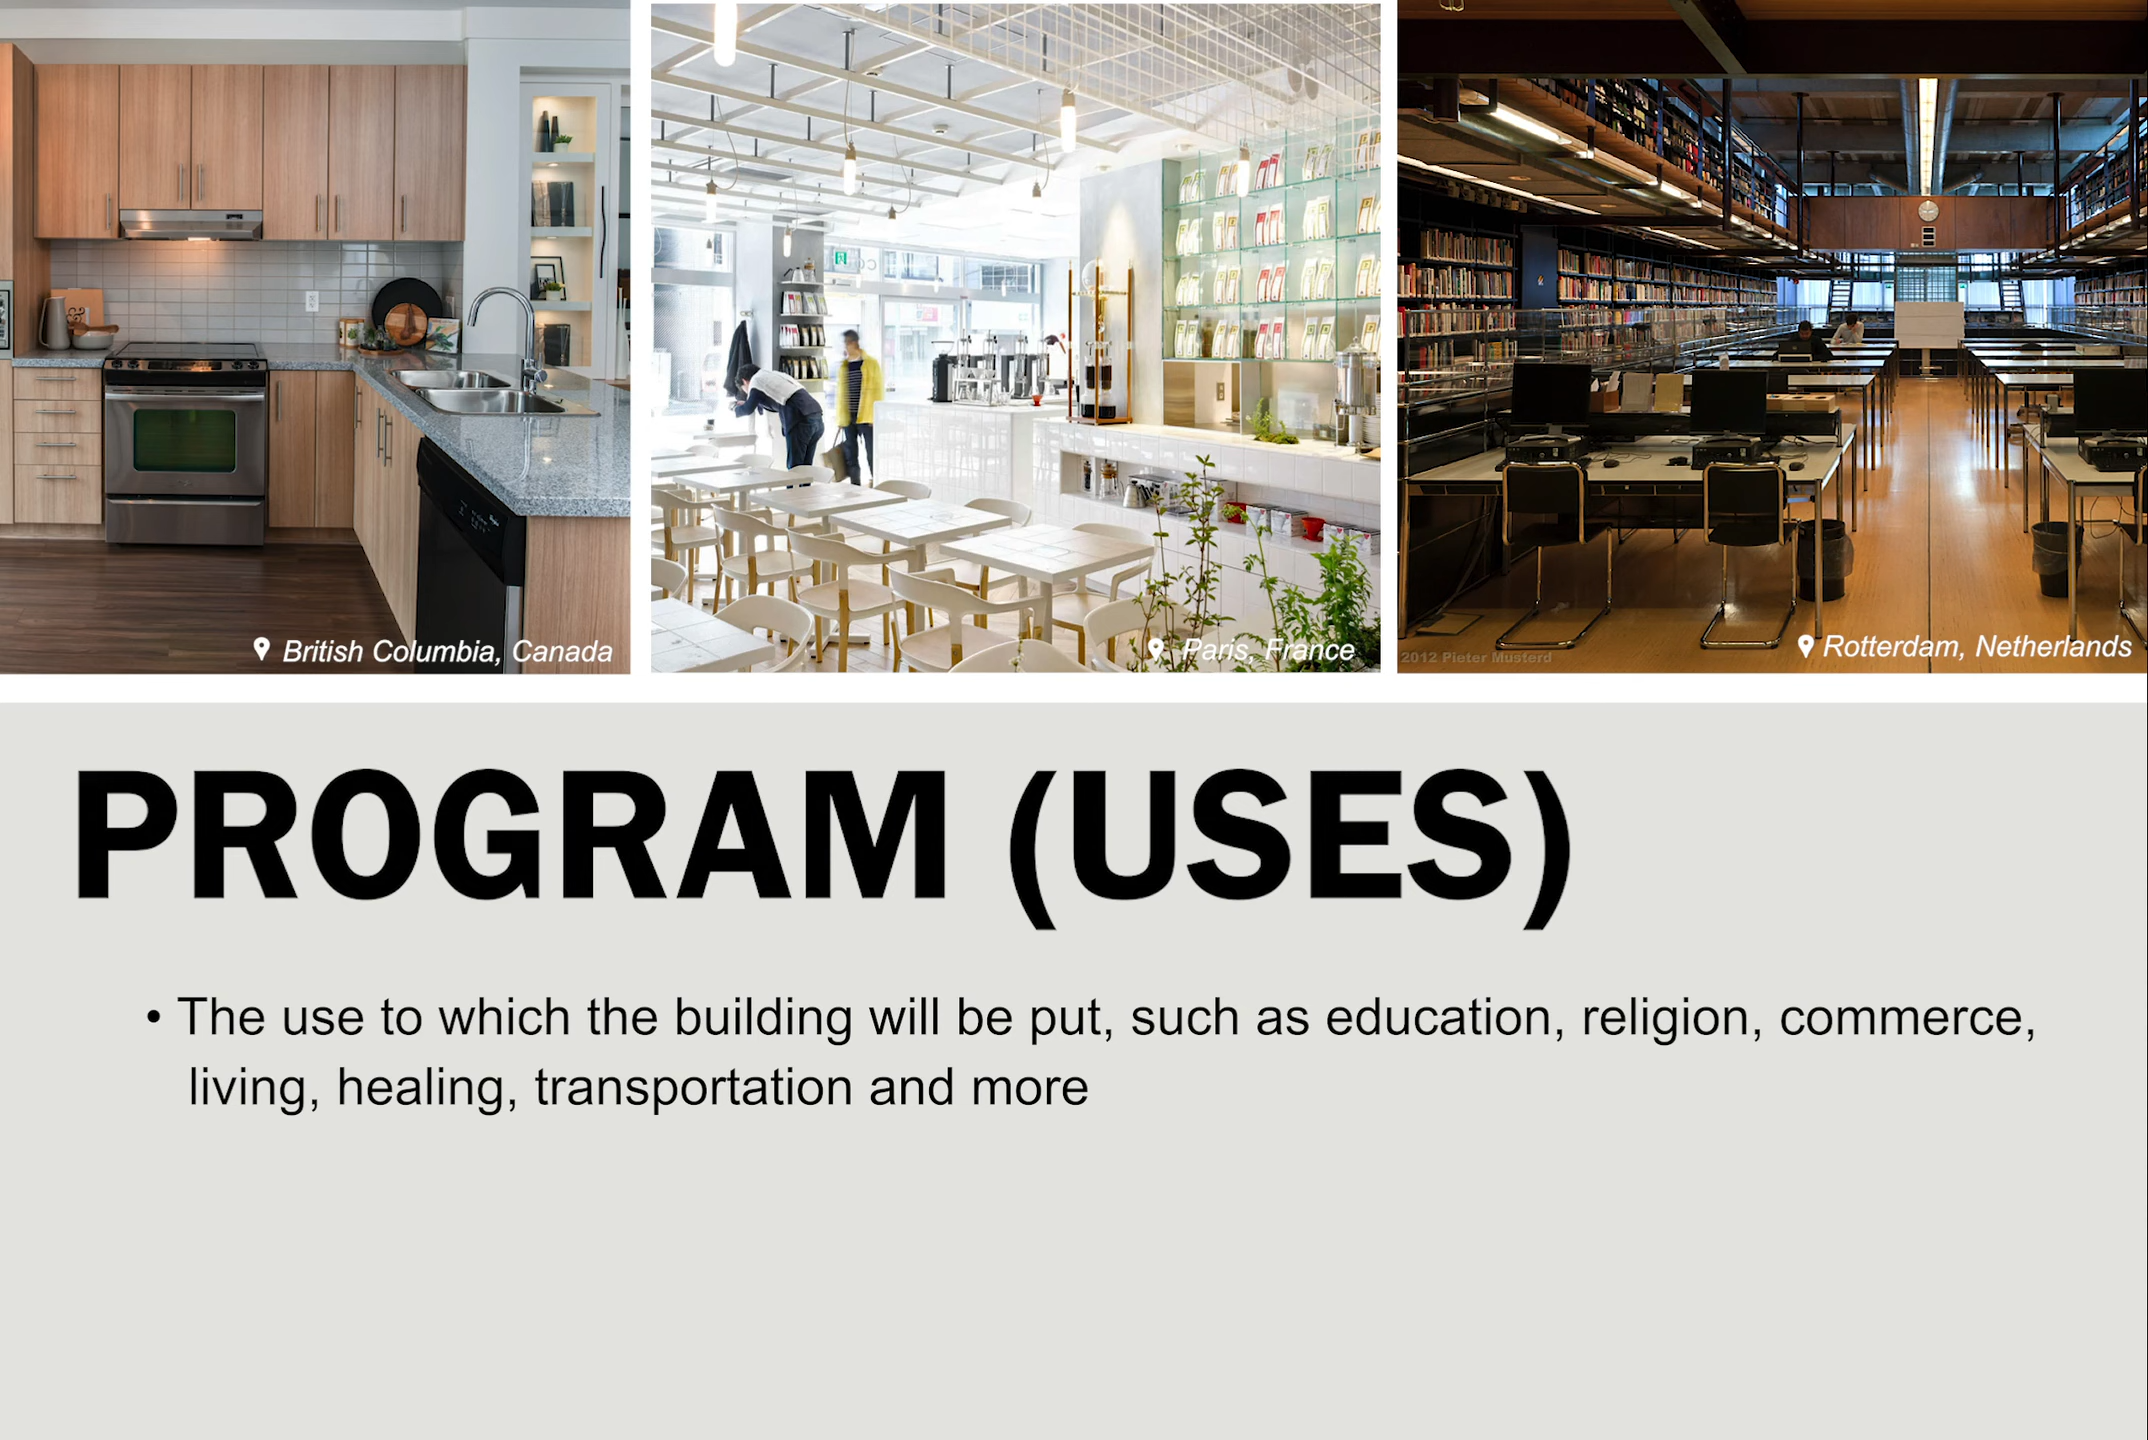 British Columbia, Canada
Paris, France
2012 Pieter Musterd
Rotterdam, Netherlands
PROGRAM (USES)
• The use to which the building will be put, such as education, religion, commerce,
living, healing, transportation and more